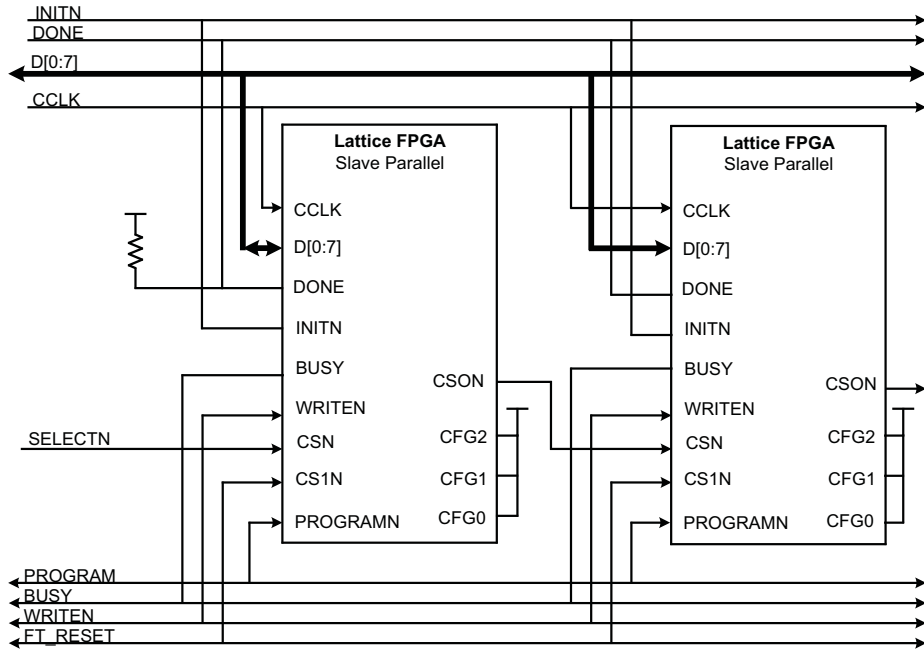 INITN
DONE
D[0:7]
CCLK
Lattice FPGA
Slave Parallel
CCLK
D[0:7]
DONE
INITN
BUSY
CSON
WRITEN
CFG2
CSN
CS1N
CFG1
PROGRAMN
CFG0
Lattice FPGA
Slave Parallel
CCLK
D[0:7]
DONE
INITN
BUSY
CSON
WRITEN
CFG2
CSN
CS1N
CFG1
PROGRAMN
CFG0
SELECTN
PROGRAM
BUSY
WRITEN
FT_RESET